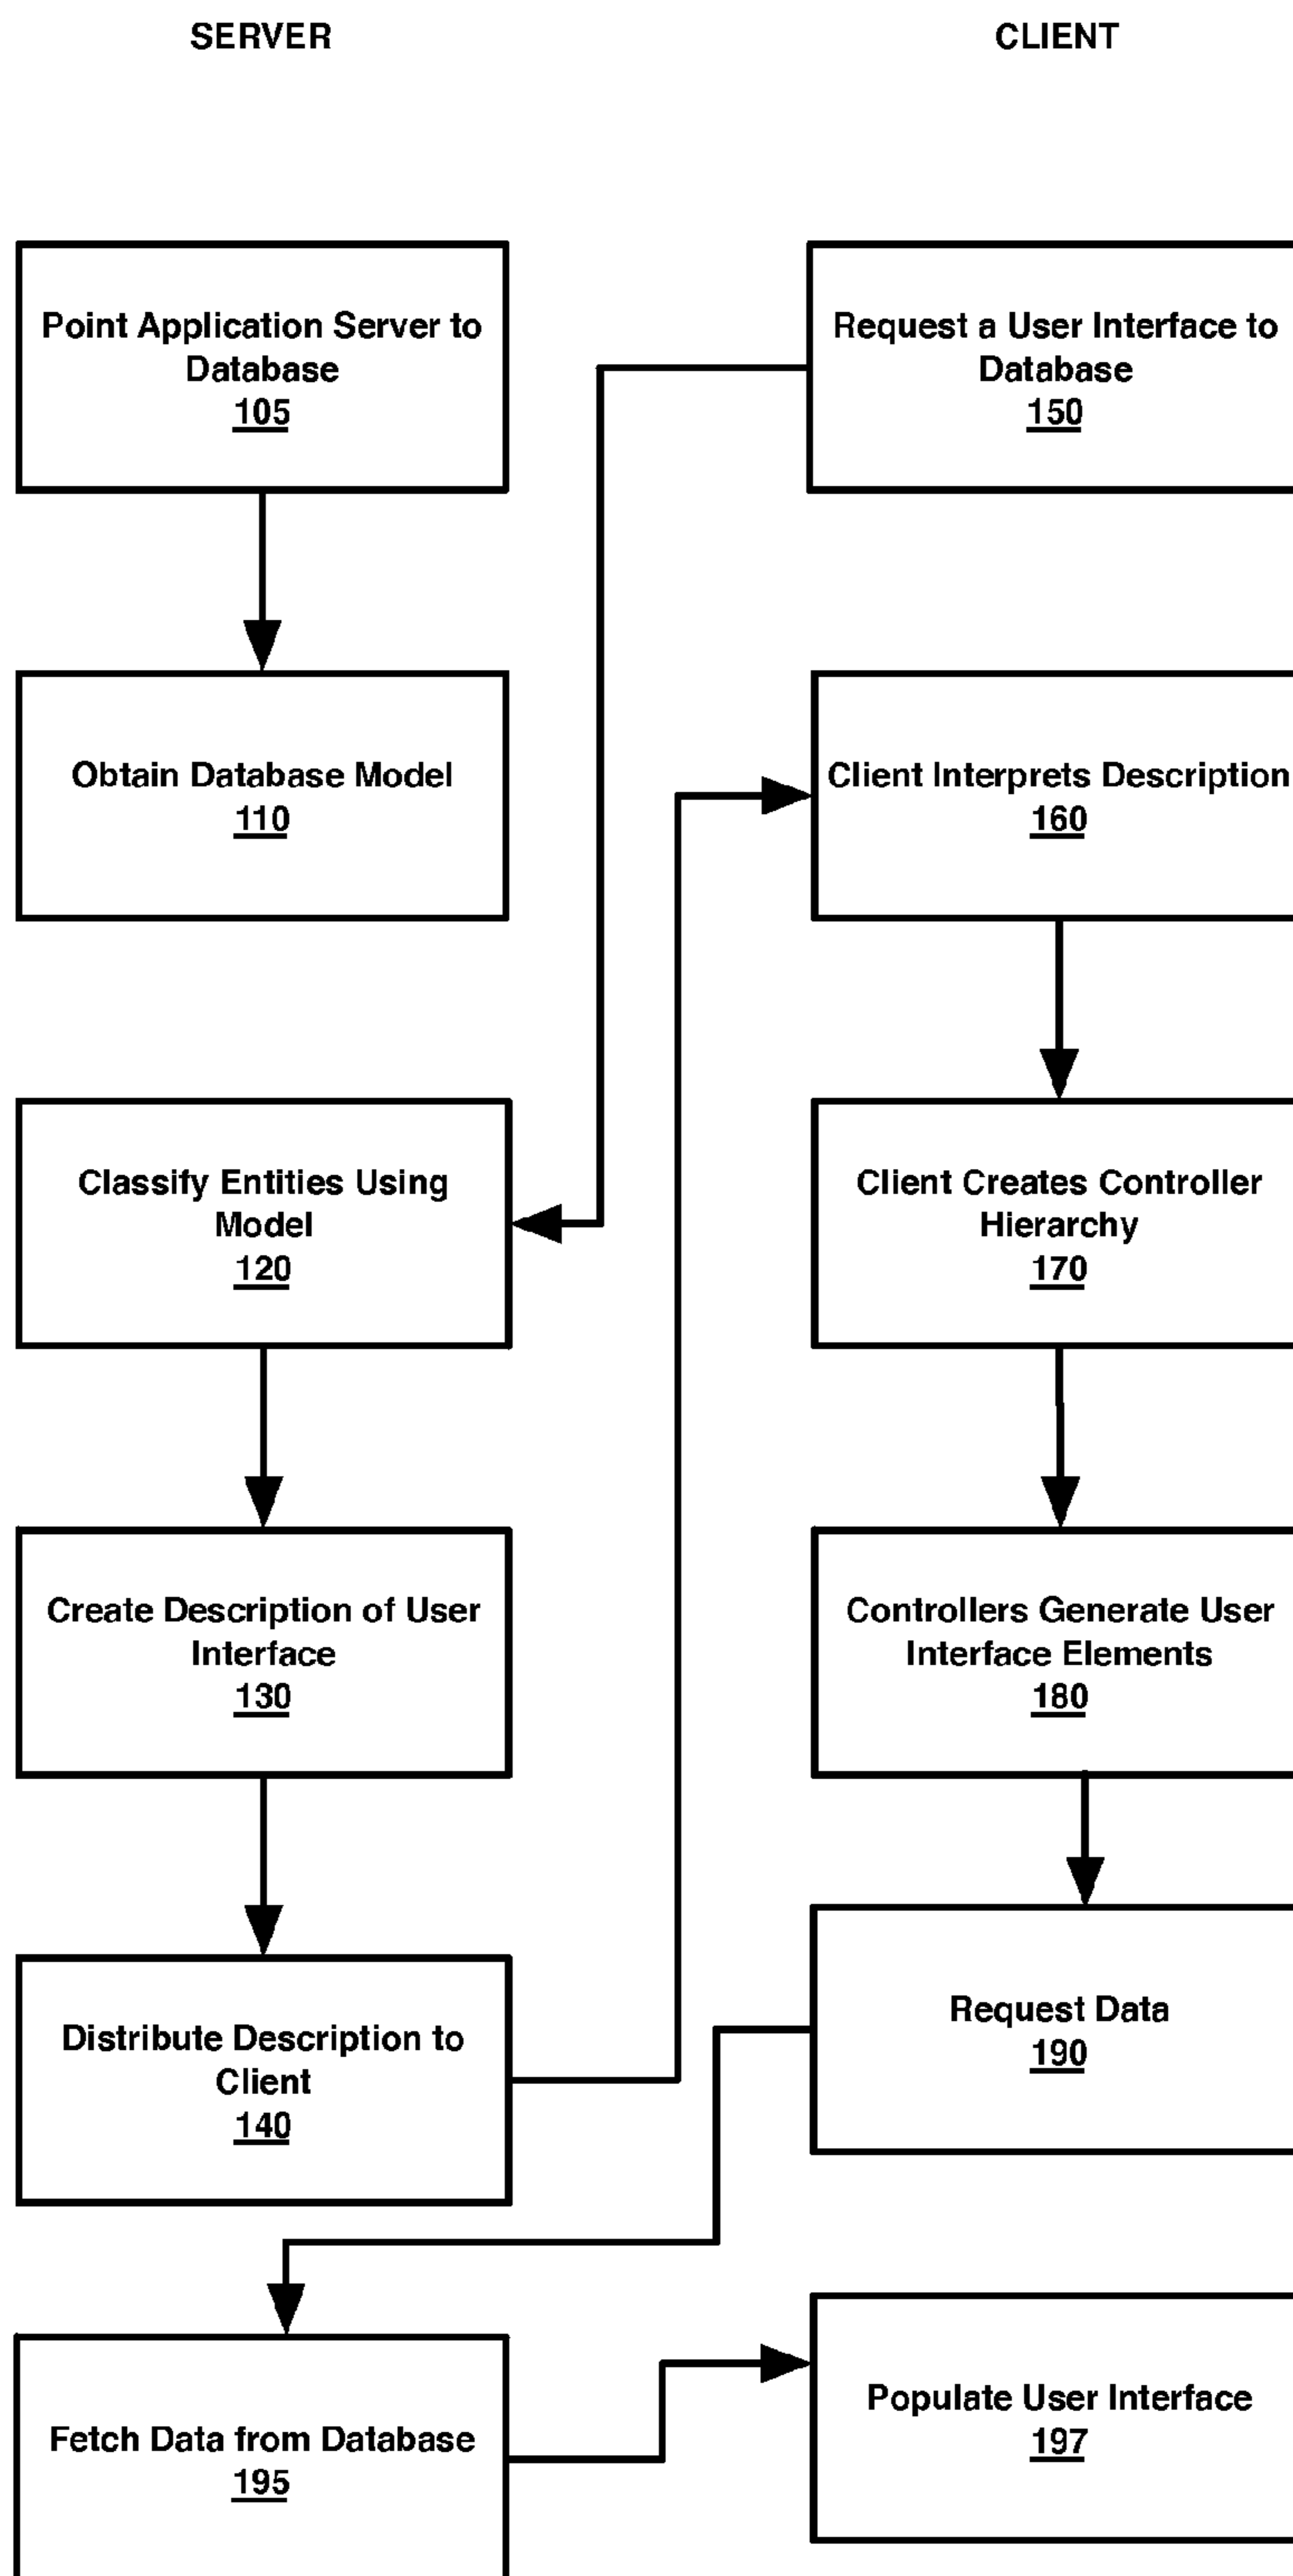 SERVER
CLIENT
Point Application Server to
Database
105
Request a User Interface to
Database
150
Obtain Database Model
110
Client Interprets Description
160
Classify Entities Using
Model
120
Client Creates Controller
Hierarchy
170
Create Description of User
Interface
130
Controllers Generate User
Interface Elements
180
Distribute Description to
Client
140
Request Data
190
Fetch Data from Database
195
Populate User Interface
197